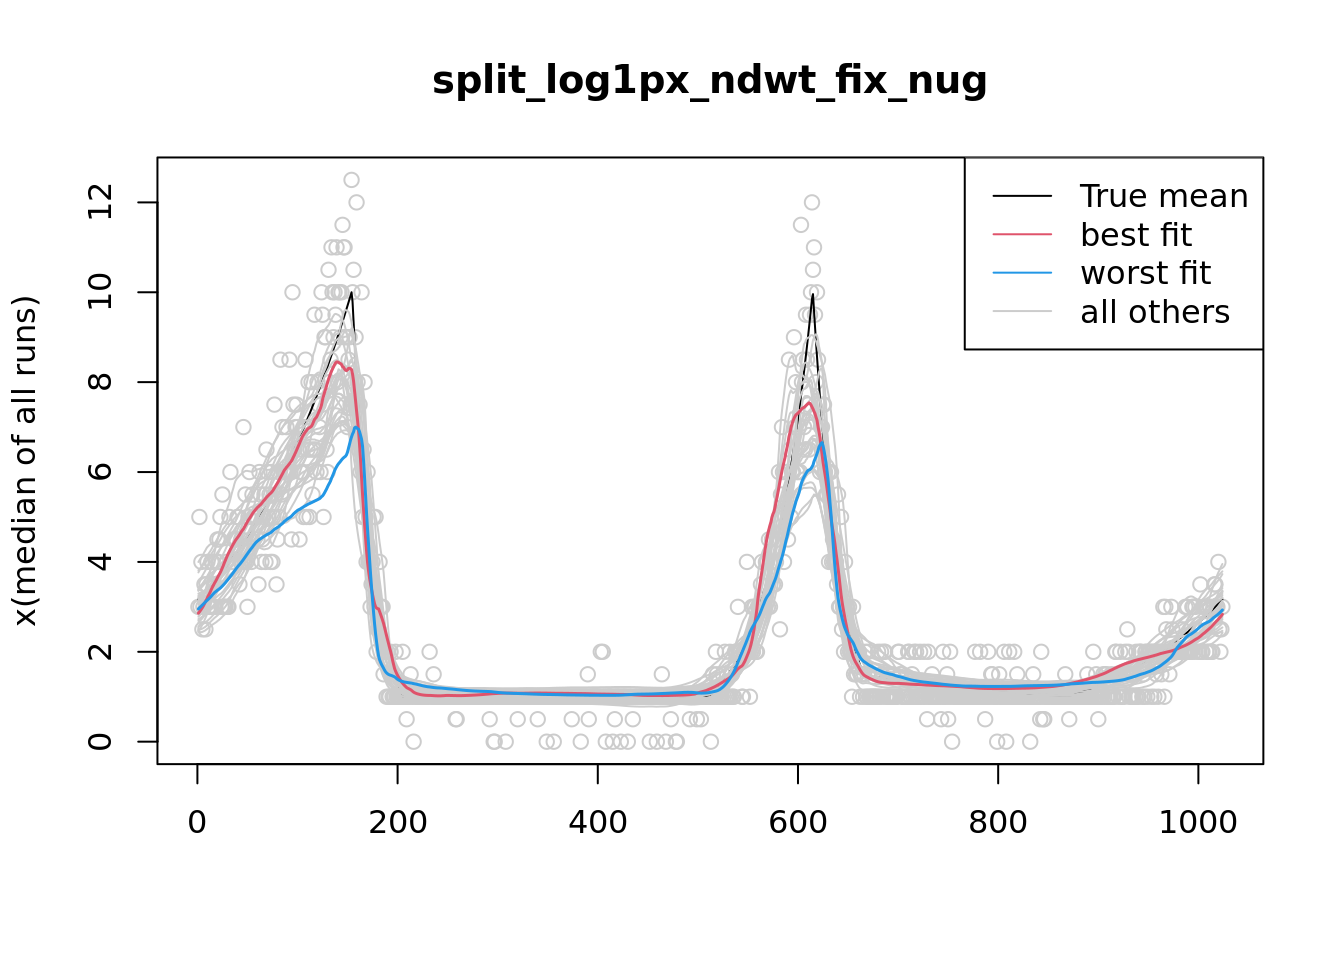 split_log1px_ndwt_fix_nug
x(median of all runs)
12
10
8
6
4
2
0
True mean
best fit
worst fit
all others
0 200 400 600 800 1000